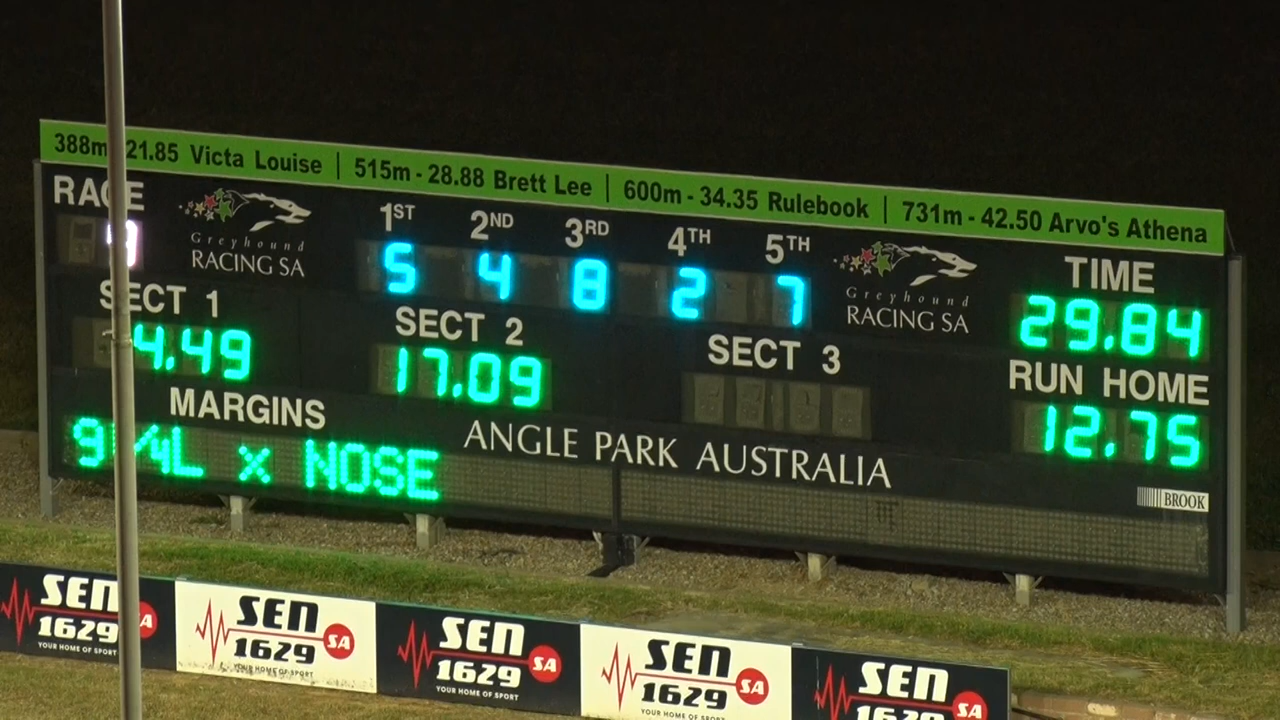 388m 21.85 Victa Louise | 515m - 28.88 Brett Lee | 600m - 34.35 Rulebook | 731m - 42.50 Arvo's Athena
RACE
Greyhound
RACING SA
1ST 2ND 3RD 4TH 5TH
5 4 8 2 7
Greyhound
RACING SA
TIME
29.84
SECT 1
4.49
SECT 2
17.09
SECT 3
RUN HOME
12.75
MARGINS
x NOSE
ANGLE PARK AUSTRALIA
BROOK
SEN
1629 SA
YOUR HOME OF SPORT
SEN
1629 SA
YOUR HOME OF SPORT
SEN
1629 SA
YOUR HOME OF SPORT
SEN
1629 SA
YOUR HOME OF SPORT
SEN
1629 SA